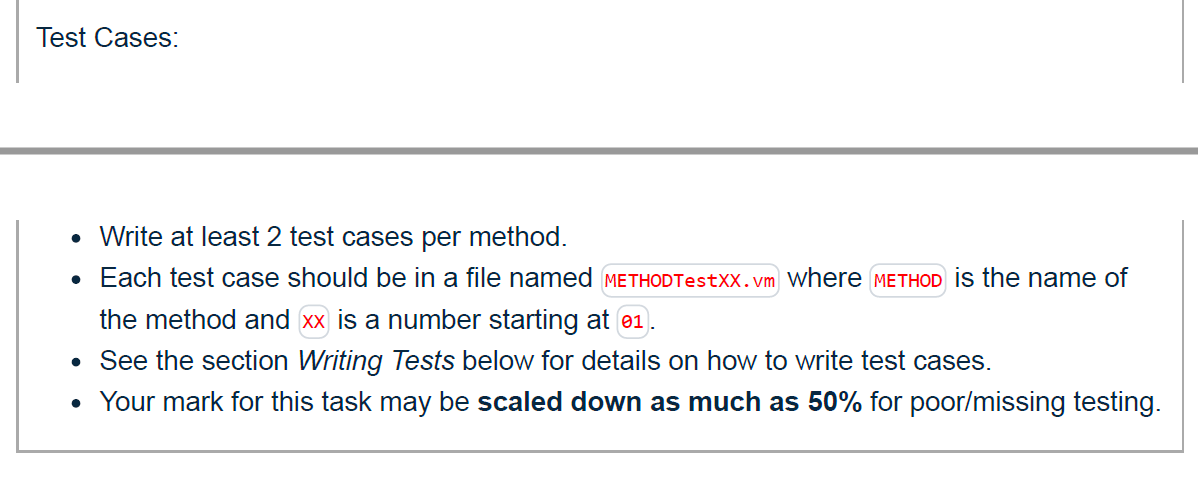 Test Cases:
• Write at least 2 test cases per method.
• Each test case should be in a file named METHODTestXX.vm where METHOD is the name of
the method and XX is a number starting at 01.
• See the section Writing Tests below for details on how to write test cases.
• Your mark for this task may be scaled down as much as 50% for poor/missing testing.